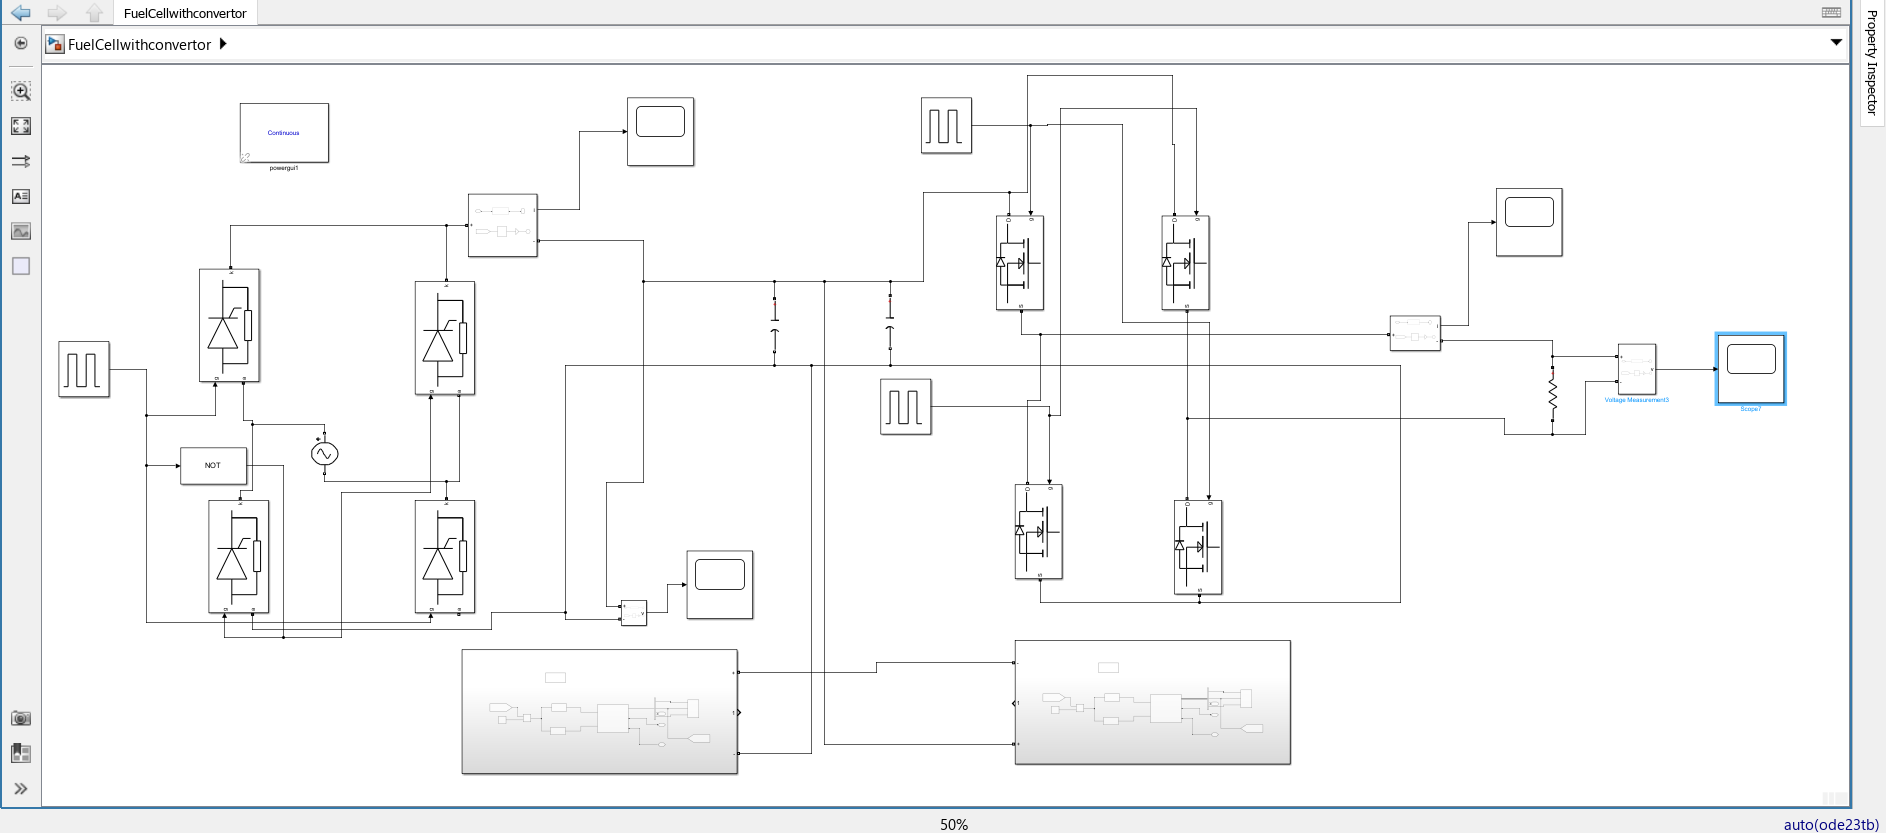 FuelCellwithconvertor
FuelCellwithconvertor
Property Inspector
Continuous
powergui1
NOT
Voltage Measurement3
Scope7
50%
auto(ode23tb)